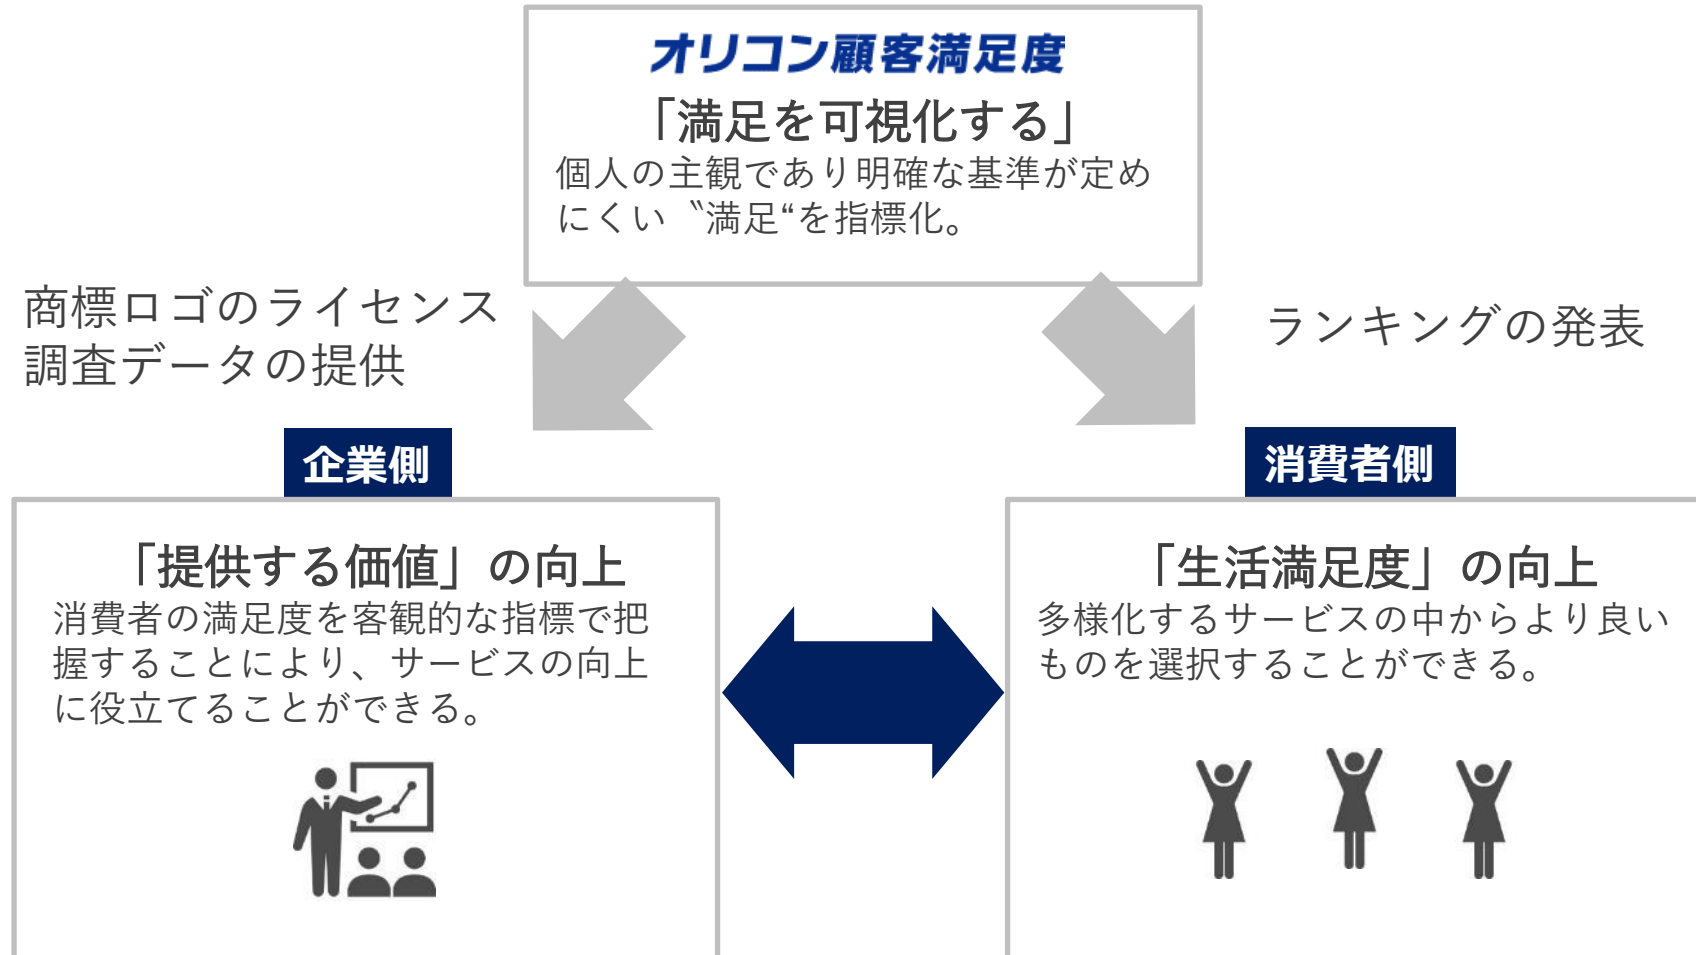 オリコン顧客満足度
「満足を可視化する」
個人の主観であり明確な基準が定め
にくい〝満足“を指標化。
商標ロゴのライセンス
調査データの提供
ランキングの発表
企業側
「提供する価値」の向上
消費者の満足度を客観的な指標で把
握することにより、サービスの向上
に役立てることができる。
消費者側
「生活満足度」の向上
多様化するサービスの中からより良い
ものを選択することができる。